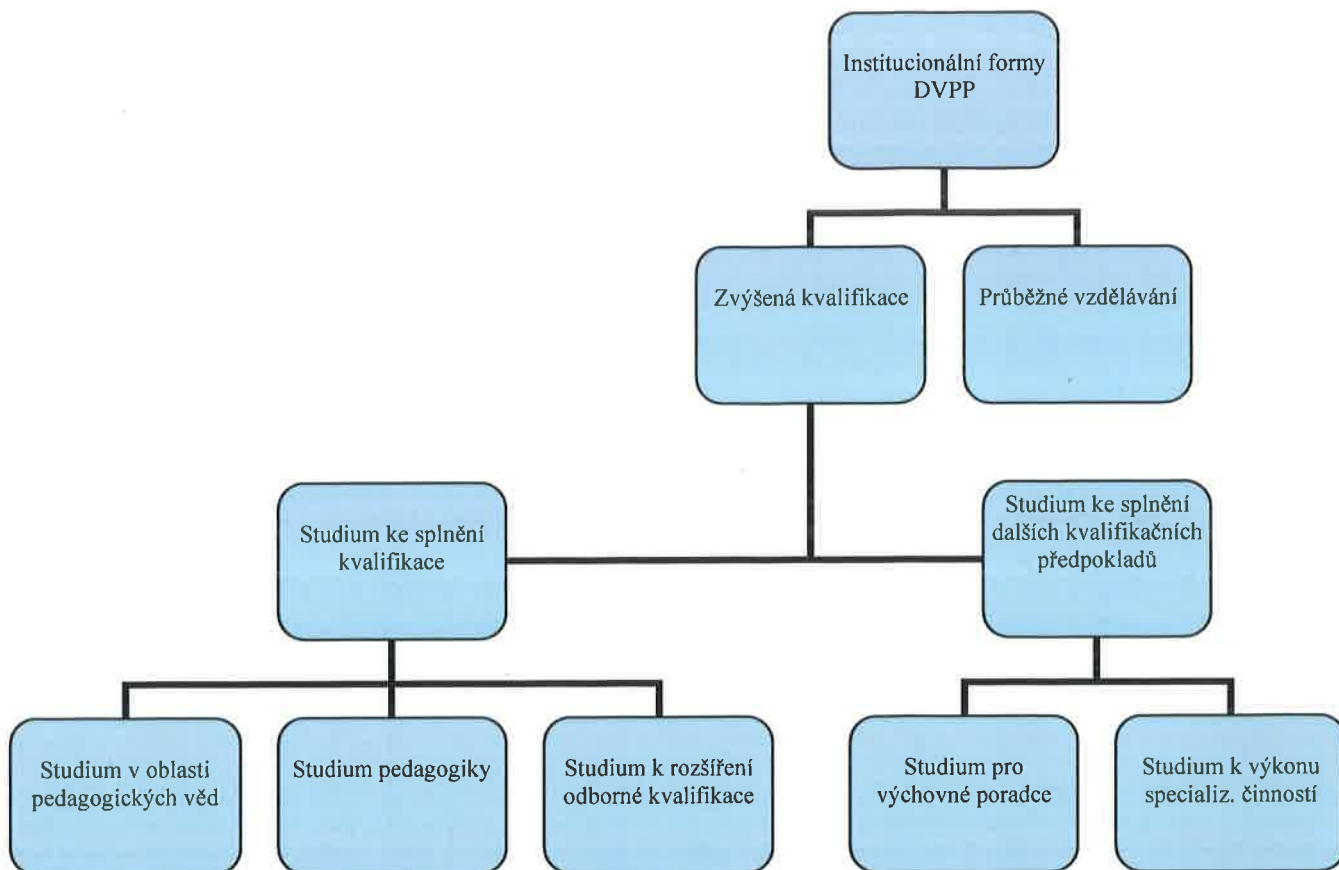 Institucionální formy
DVPP
Zvýšená kvalifikace
Průběžné vzdělávání
Studium ke splnění
kvalifikace
Studium ke splnění
dalších kvalifikačních
předpokladů
Studium v oblasti
pedagogických věd
Studium pedagogiky
Studium k rozšíření
odborné kvalifikace
Studium pro
výchovné poradce
Studium k výkonu
specializ. činností